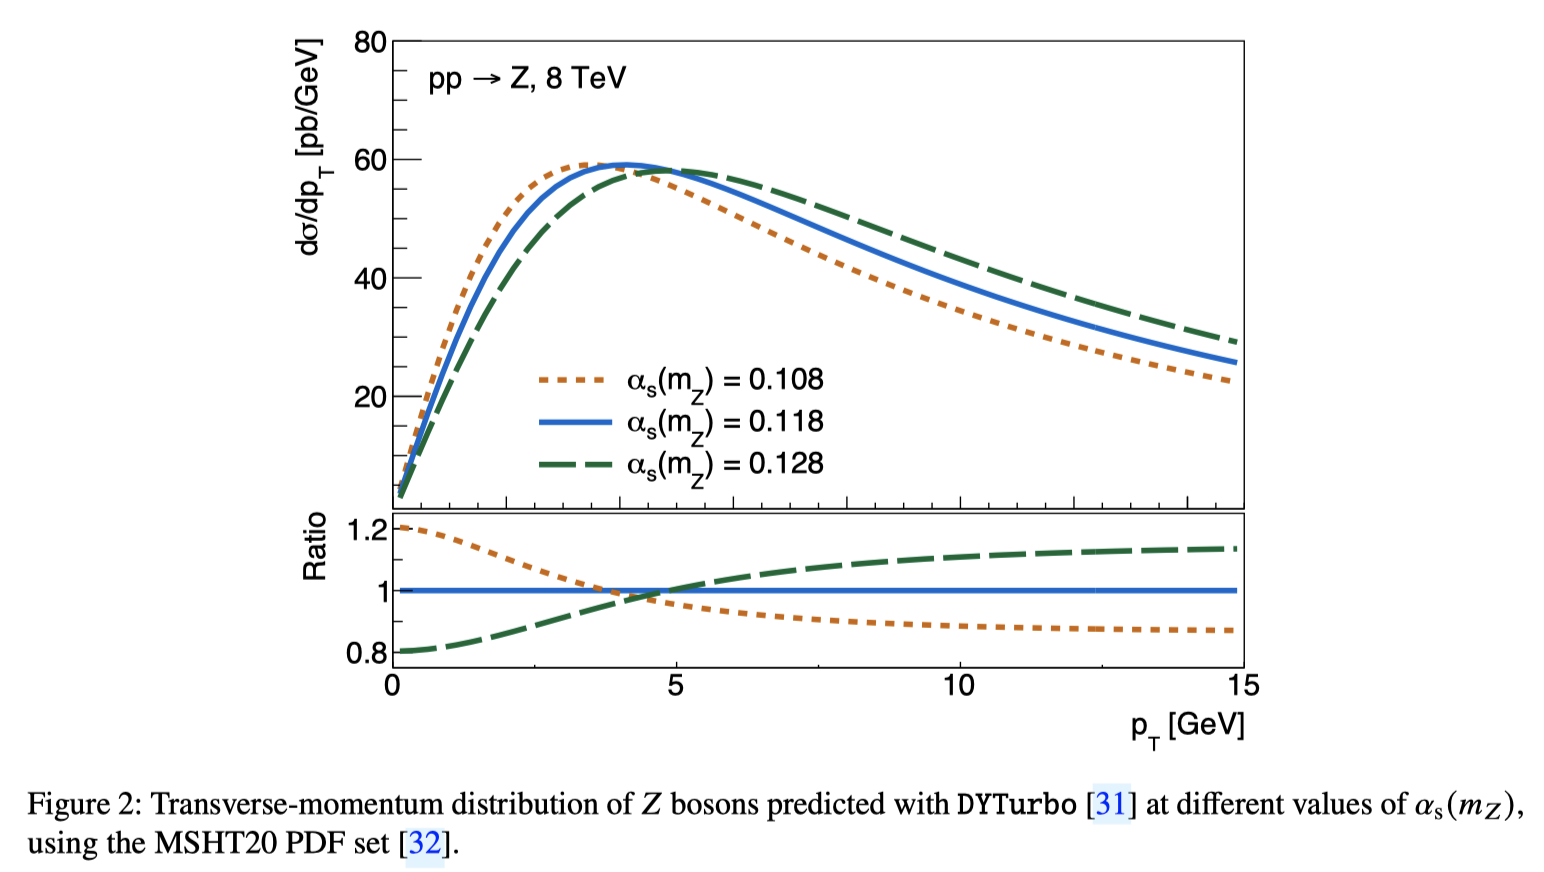 80
60
40
20
dσ/dp_T [pb/GeV]
pp → Z, 8 TeV
α_s(m_Z) = 0.108
α_s(m_Z) = 0.118
α_s(m_Z) = 0.128
Ratio
1.2
1
0.8
0 5 10 15
p_T [GeV]
Figure 2: Transverse-momentum distribution of Z bosons predicted with DYTurbo [31] at different values of α_s(m_Z),
using the MSHT20 PDF set [32].